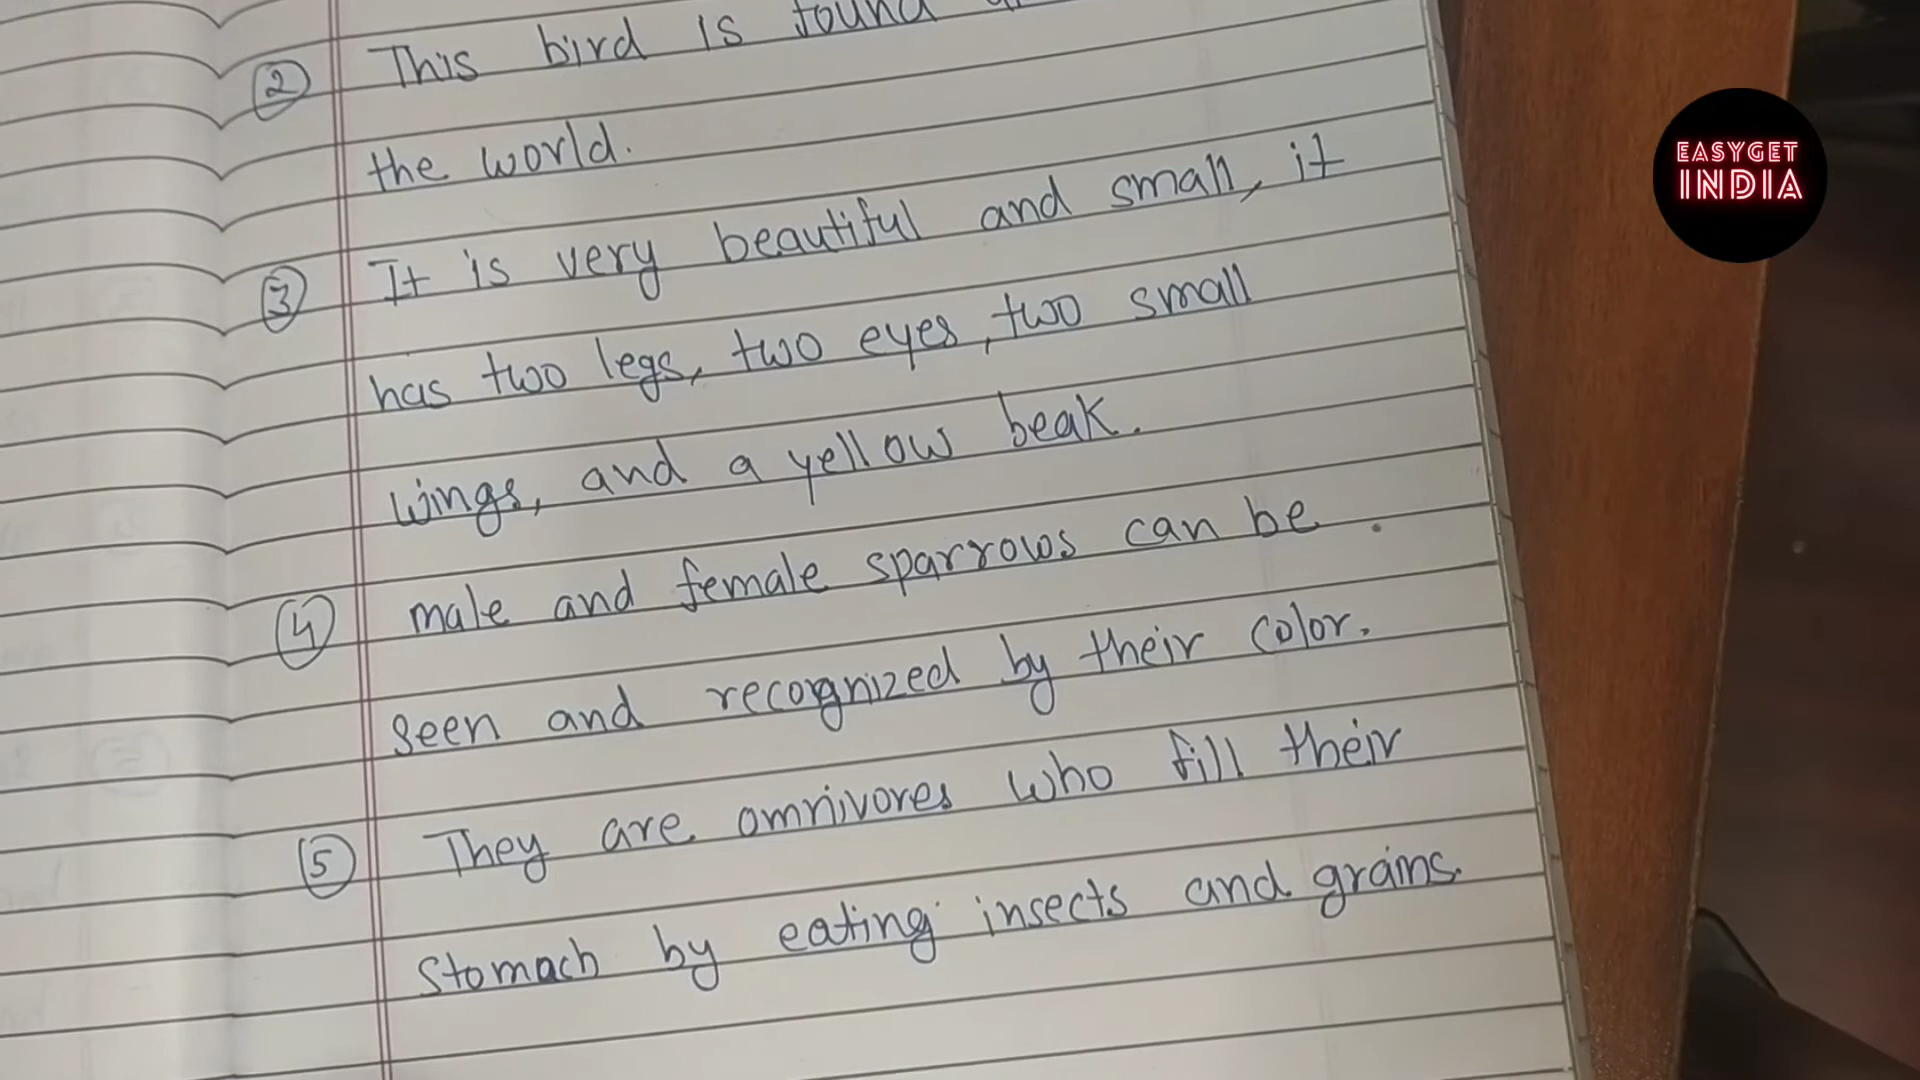 ② This bird is found
the world.
③ It is very beautiful and small, it
has two legs, two eyes, two small
wings, and a yellow beak.
④ male and female sparrows can be .
seen and recognized by their color.
⑤ They are omnivores who fill their
stomach by eating insects and grains.
EASYGET
INDIA